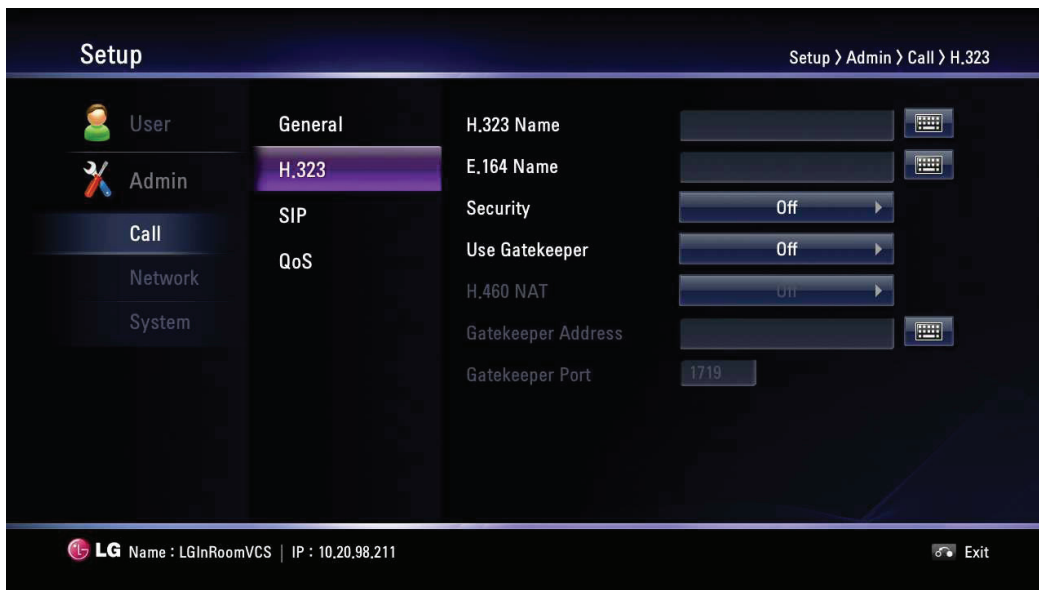 Setup
Setup > Admin > Call > H.323
User
Admin
Call
Network
System
General
H.323
SIP
QoS
H.323 Name
E.164 Name
Security Off
Use Gatekeeper Off
H.460 NAT Off
Gatekeeper Address
Gatekeeper Port 1719
LG Name : LGInRoomVCS | IP : 10.20.98.211
Exit